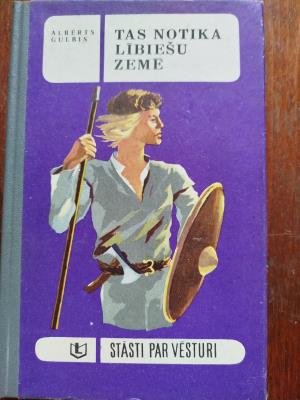 ALBERTS
GULBIS
TAS NOTIKA
LĪBIEŠU
ZEMĒ
STĀSTI PAR VĒSTURI